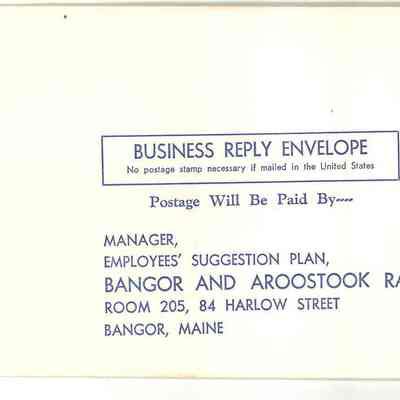 BUSINESS REPLY ENVELOPE
No postage stamp necessary if mailed in the United States
Postage Will Be Paid By----
MANAGER,
EMPLOYEES' SUGGESTION PLAN,
BANGOR AND AROOSTOOK
ROOM 205, 84 HARLOW STREET
BANGOR, MAINE